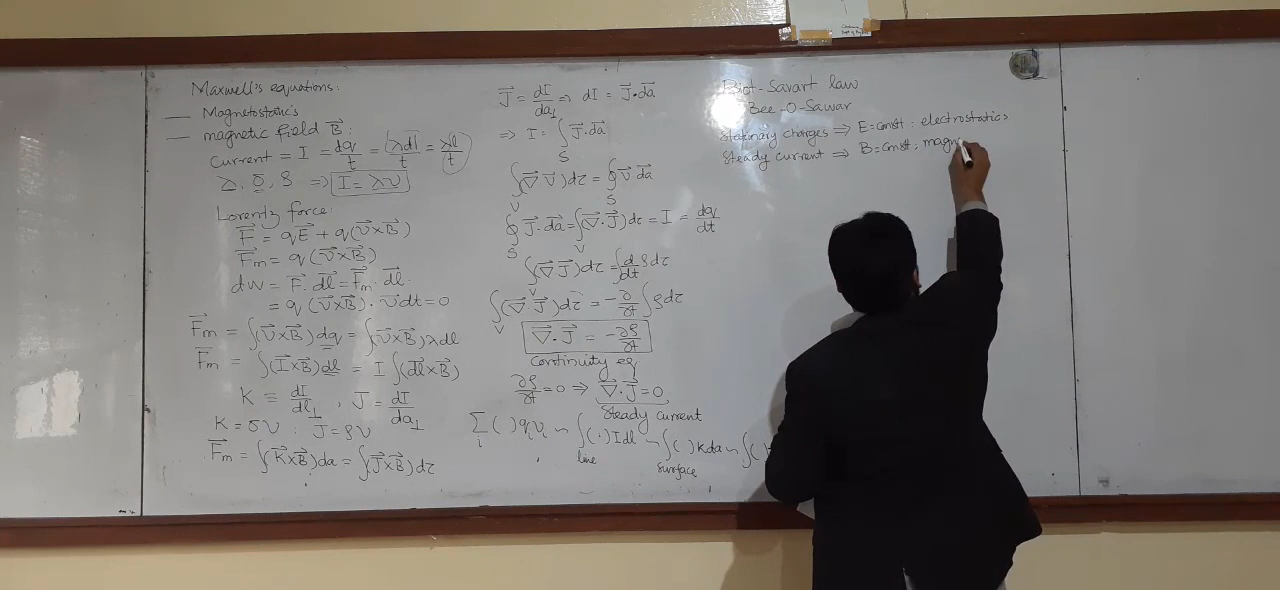 Maxwell's equations:
— Magnetostatics
— magnetic field B⃗:
Current = I = dq/t = (λdl/t = λl/t)
λ, σ, ρ ⇒ I = λv
Lorentz force:
F⃗ = qE⃗ + q(v⃗×B⃗)
F⃗m = q(v⃗×B⃗)
dw = F⃗.dl⃗ = F⃗m.dl⃗.
= q(v⃗×B⃗).v⃗dt = 0
F⃗m = ∫(v⃗×B⃗)dq = ∫(v⃗×B⃗)λdl
F⃗m = ∫(I⃗×B⃗)dl = I∫(dl⃗×B⃗)
K ≡ dI/dl⊥, J = dI/da⊥
K = σv : J = ρv
F⃗m = ∫(K⃗×B⃗)da = ∫(J⃗×B⃗)dτ
J⃗ = dI/da⊥ ⇒ dI = J⃗.da⃗
⇒ I = ∫S J⃗.da⃗
∫V(∇⃗ v⃗)dτ = ∮S v⃗ da⃗
∮S J⃗.da⃗ = ∫V(∇⃗.J⃗)dτ = I = dq/dt
∫V(∇⃗ J⃗)dτ = ∫d/dt ρdτ
∫V(∇⃗.J⃗)dτ = -∂/∂t ∫ρdτ
∇⃗.J⃗ = -∂ρ/∂t
Continuity eq
∂ρ/∂t = 0 ⇒ ∇⃗.J⃗ = 0
Steady current
Σi ( ) qivi ~ ∫line( . )Idl ~ ∫surface( )Kda ~ ∫(
Biot-Savart law
Bee-O-Sawar
Stationary charges ⇒ E = Const : electrostatics
Steady current ⇒ B = Const : magn